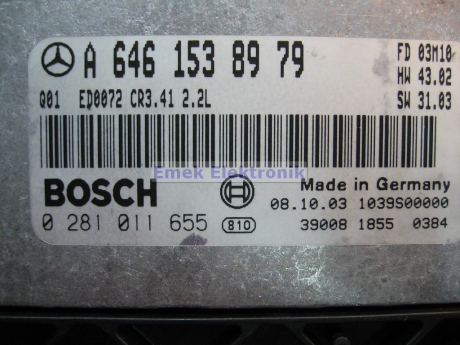 A 646 153 89 79
FD 03M10
HW 43.02
Q01 ED0072 CR3.41 2.2L
SW 31.03
Emek Elektronik
BOSCH
Made in Germany
08.10.03 1039S00000
0 281 011 655 810
39008 1855 0384